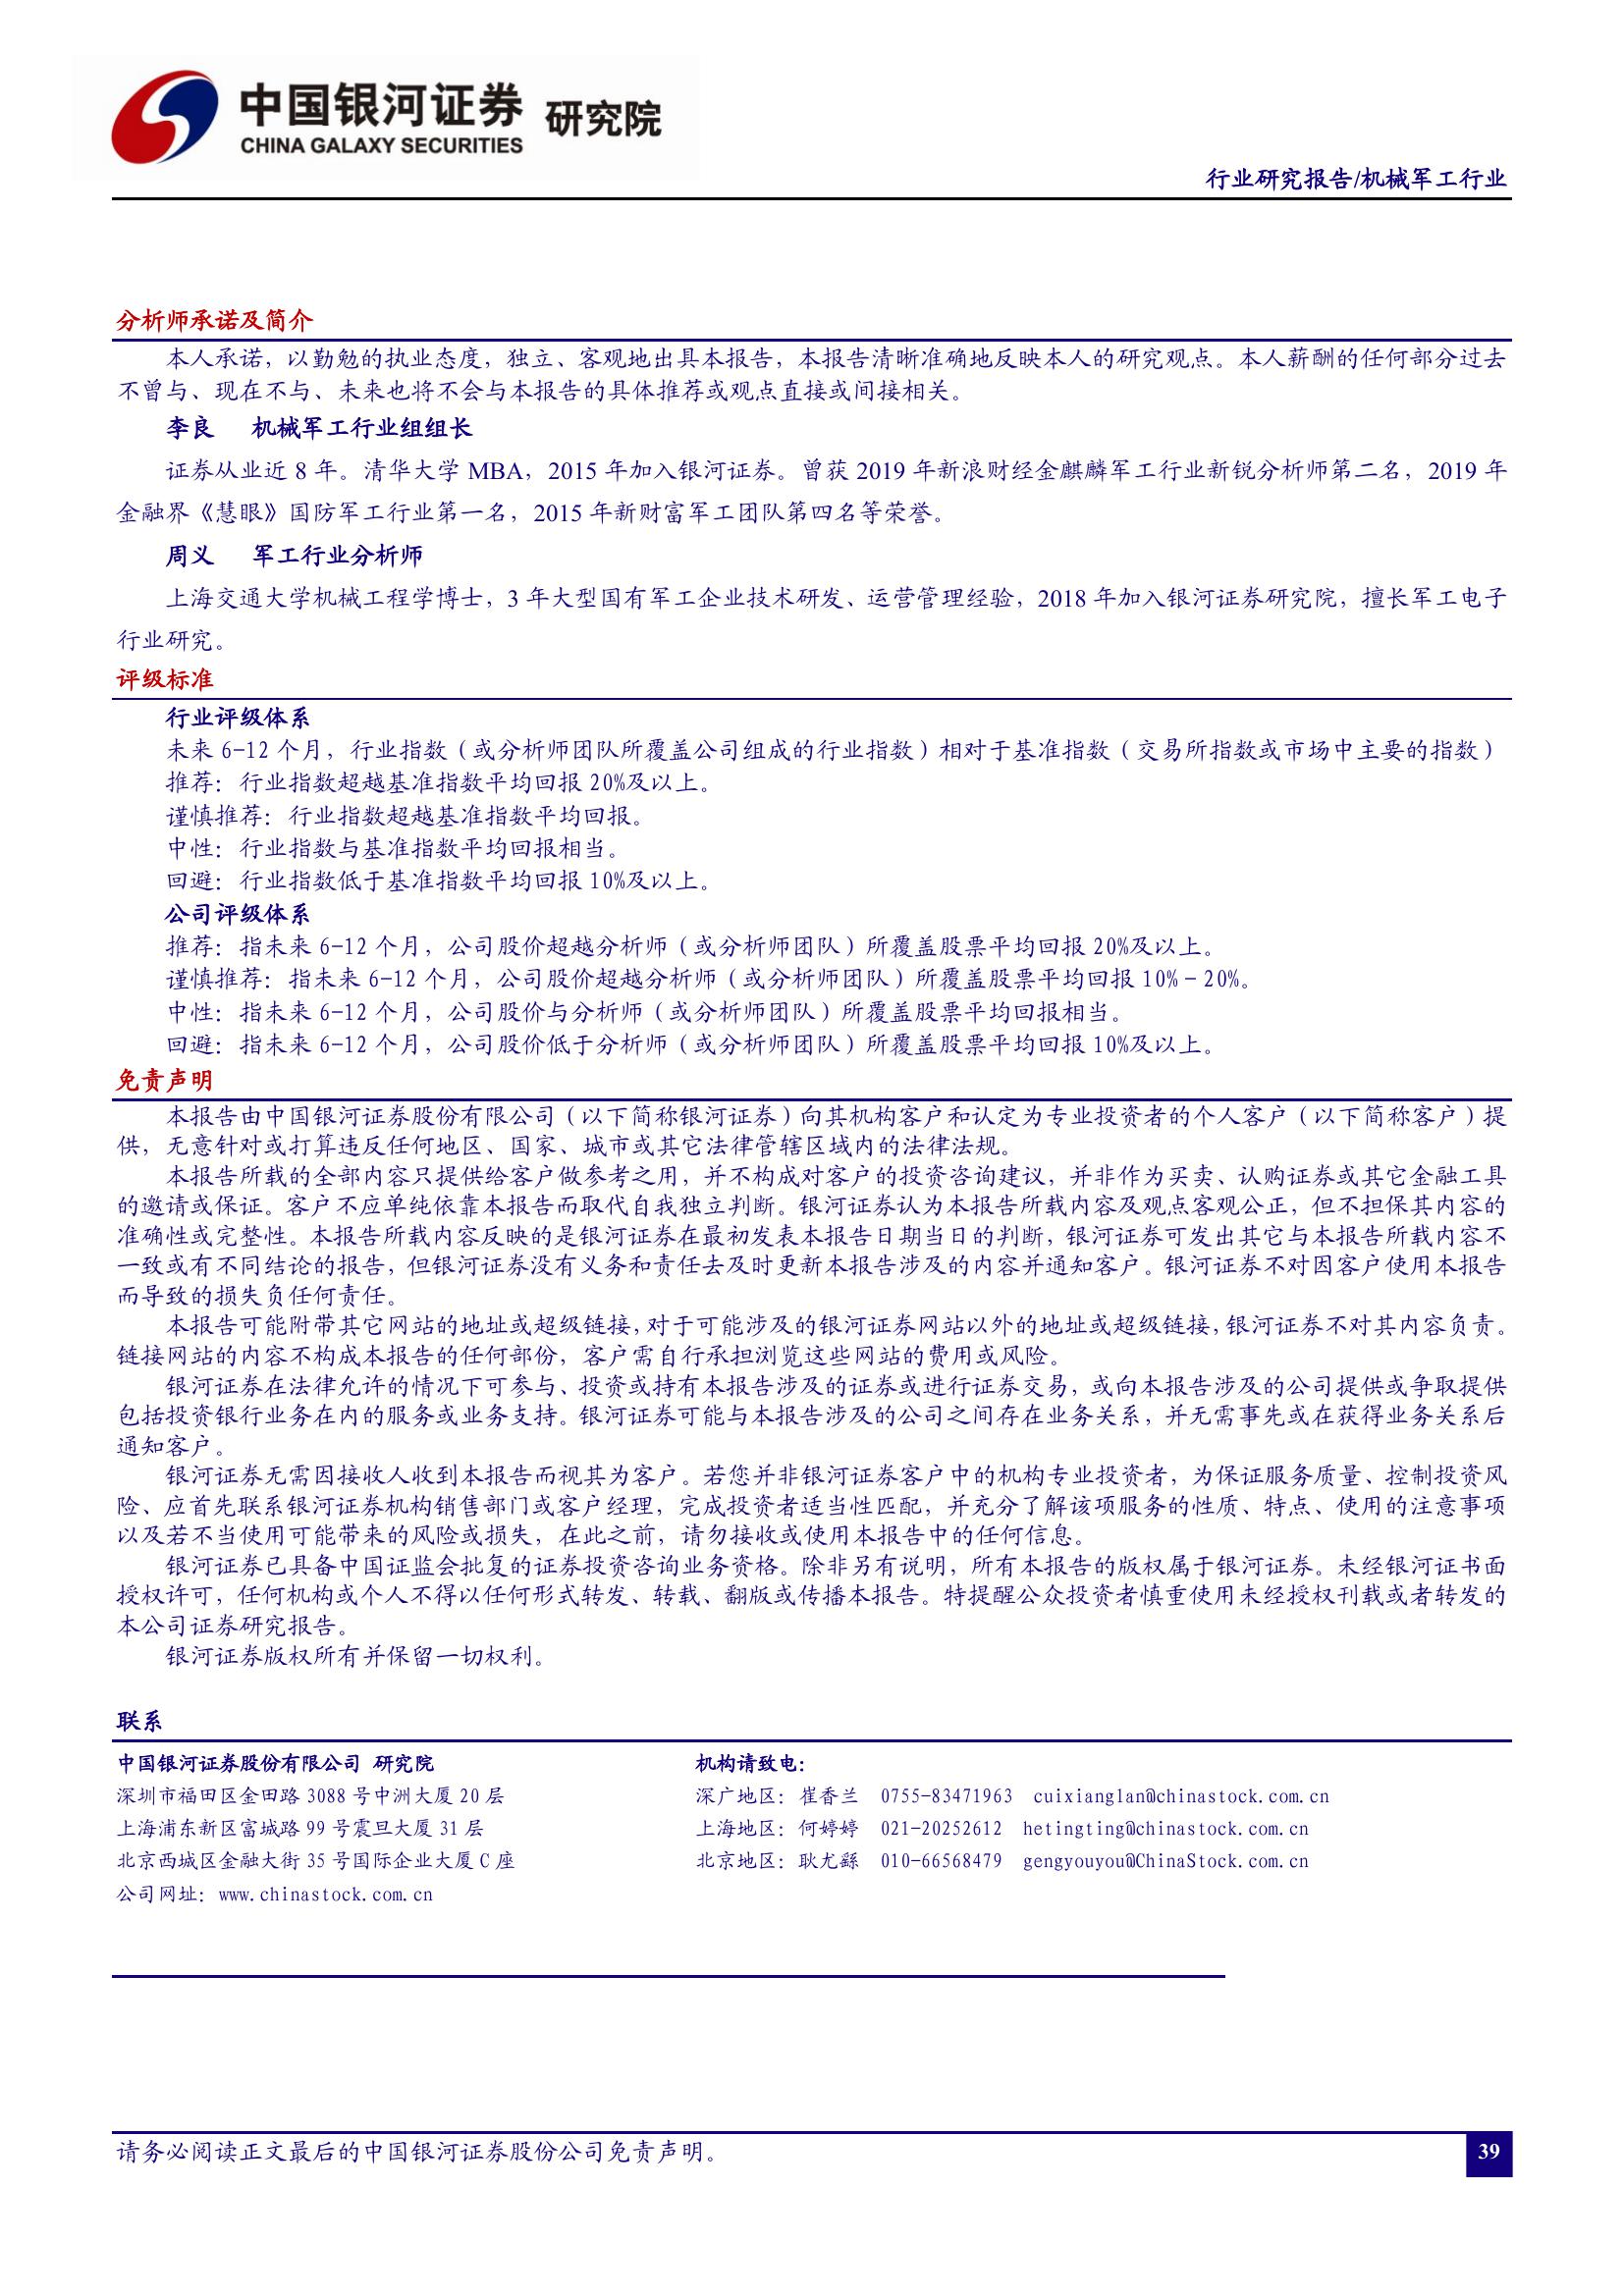 中国银河证券 研究院
CHINA GALAXY SECURITIES
行业研究报告/机械军工行业
分析师承诺及简介
本人承诺，以勤勉的执业态度，独立、客观地出具本报告，本报告清晰准确地反映本人的研究观点。本人薪酬的任何部分过去
不曾与、现在不与、未来也将不会与本报告的具体推荐或观点直接或间接相关。
李良 机械军工行业组组长
证券从业近 8 年。清华大学 MBA，2015 年加入银河证券。曾获 2019 年新浪财经金麒麟军工行业新锐分析师第二名，2019 年
金融界《慧眼》国防军工行业第一名，2015 年新财富军工团队第四名等荣誉。
周义 军工行业分析师
上海交通大学机械工程学博士，3 年大型国有军工企业技术研发、运营管理经验，2018 年加入银河证券研究院，擅长军工电子
行业研究。
评级标准
行业评级体系
未来 6-12 个月，行业指数（或分析师团队所覆盖公司组成的行业指数）相对于基准指数（交易所指数或市场中主要的指数）
推荐：行业指数超越基准指数平均回报 20%及以上。
谨慎推荐：行业指数超越基准指数平均回报。
中性：行业指数与基准指数平均回报相当。
回避：行业指数低于基准指数平均回报 10%及以上。
公司评级体系
推荐：指未来 6-12 个月，公司股价超越分析师（或分析师团队）所覆盖股票平均回报 20%及以上。
谨慎推荐：指未来 6-12 个月，公司股价超越分析师（或分析师团队）所覆盖股票平均回报 10%－20%。
中性：指未来 6-12 个月，公司股价与分析师（或分析师团队）所覆盖股票平均回报相当。
回避：指未来 6-12 个月，公司股价低于分析师（或分析师团队）所覆盖股票平均回报 10%及以上。
免责声明
本报告由中国银河证券股份有限公司（以下简称银河证券）向其机构客户和认定为专业投资者的个人客户（以下简称客户）提
供，无意针对或打算违反任何地区、国家、城市或其它法律管辖区域内的法律法规。
本报告所载的全部内容只提供给客户做参考之用，并不构成对客户的投资咨询建议，并非作为买卖、认购证券或其它金融工具
的邀请或保证。客户不应单纯依靠本报告而取代自我独立判断。银河证券认为本报告所载内容及观点客观公正，但不担保其内容的
准确性或完整性。本报告所载内容反映的是银河证券在最初发表本报告日期当日的判断，银河证券可发出其它与本报告所载内容不
一致或有不同结论的报告，但银河证券没有义务和责任去及时更新本报告涉及的内容并通知客户。银河证券不对因客户使用本报告
而导致的损失负任何责任。
本报告可能附带其它网站的地址或超级链接，对于可能涉及的银河证券网站以外的地址或超级链接，银河证券不对其内容负责。
链接网站的内容不构成本报告的任何部份，客户需自行承担浏览这些网站的费用或风险。
银河证券在法律允许的情况下可参与、投资或持有本报告涉及的证券或进行证券交易，或向本报告涉及的公司提供或争取提供
包括投资银行业务在内的服务或业务支持。银河证券可能与本报告涉及的公司之间存在业务关系，并无需事先或在获得业务关系后
通知客户。
银河证券无需因接收人收到本报告而视其为客户。若您并非银河证券客户中的机构专业投资者，为保证服务质量、控制投资风
险、应首先联系银河证券机构销售部门或客户经理，完成投资者适当性匹配，并充分了解该项服务的性质、特点、使用的注意事项
以及若不当使用可能带来的风险或损失，在此之前，请勿接收或使用本报告中的任何信息。
银河证券已具备中国证监会批复的证券投资咨询业务资格。除非另有说明，所有本报告的版权属于银河证券。未经银河证书面
授权许可，任何机构或个人不得以任何形式转发、转载、翻版或传播本报告。特提醒公众投资者慎重使用未经授权刊载或者转发的
本公司证券研究报告。
银河证券版权所有并保留一切权利。
联系
中国银河证券股份有限公司 研究院
深圳市福田区金田路 3088 号中洲大厦 20 层
上海浦东新区富城路 99 号震旦大厦 31 层
北京西城区金融大街 35 号国际企业大厦 C 座
公司网址：www.chinastock.com.cn
机构请致电：
深广地区：崔香兰 0755-83471963 cuixianglan@chinastock.com.cn
上海地区：何婷婷 021-20252612 hetingting@chinastock.com.cn
北京地区：耿尤繇 010-66568479 gengyouyou@ChinaStock.com.cn
请务必阅读正文最后的中国银河证券股份公司免责声明。
39